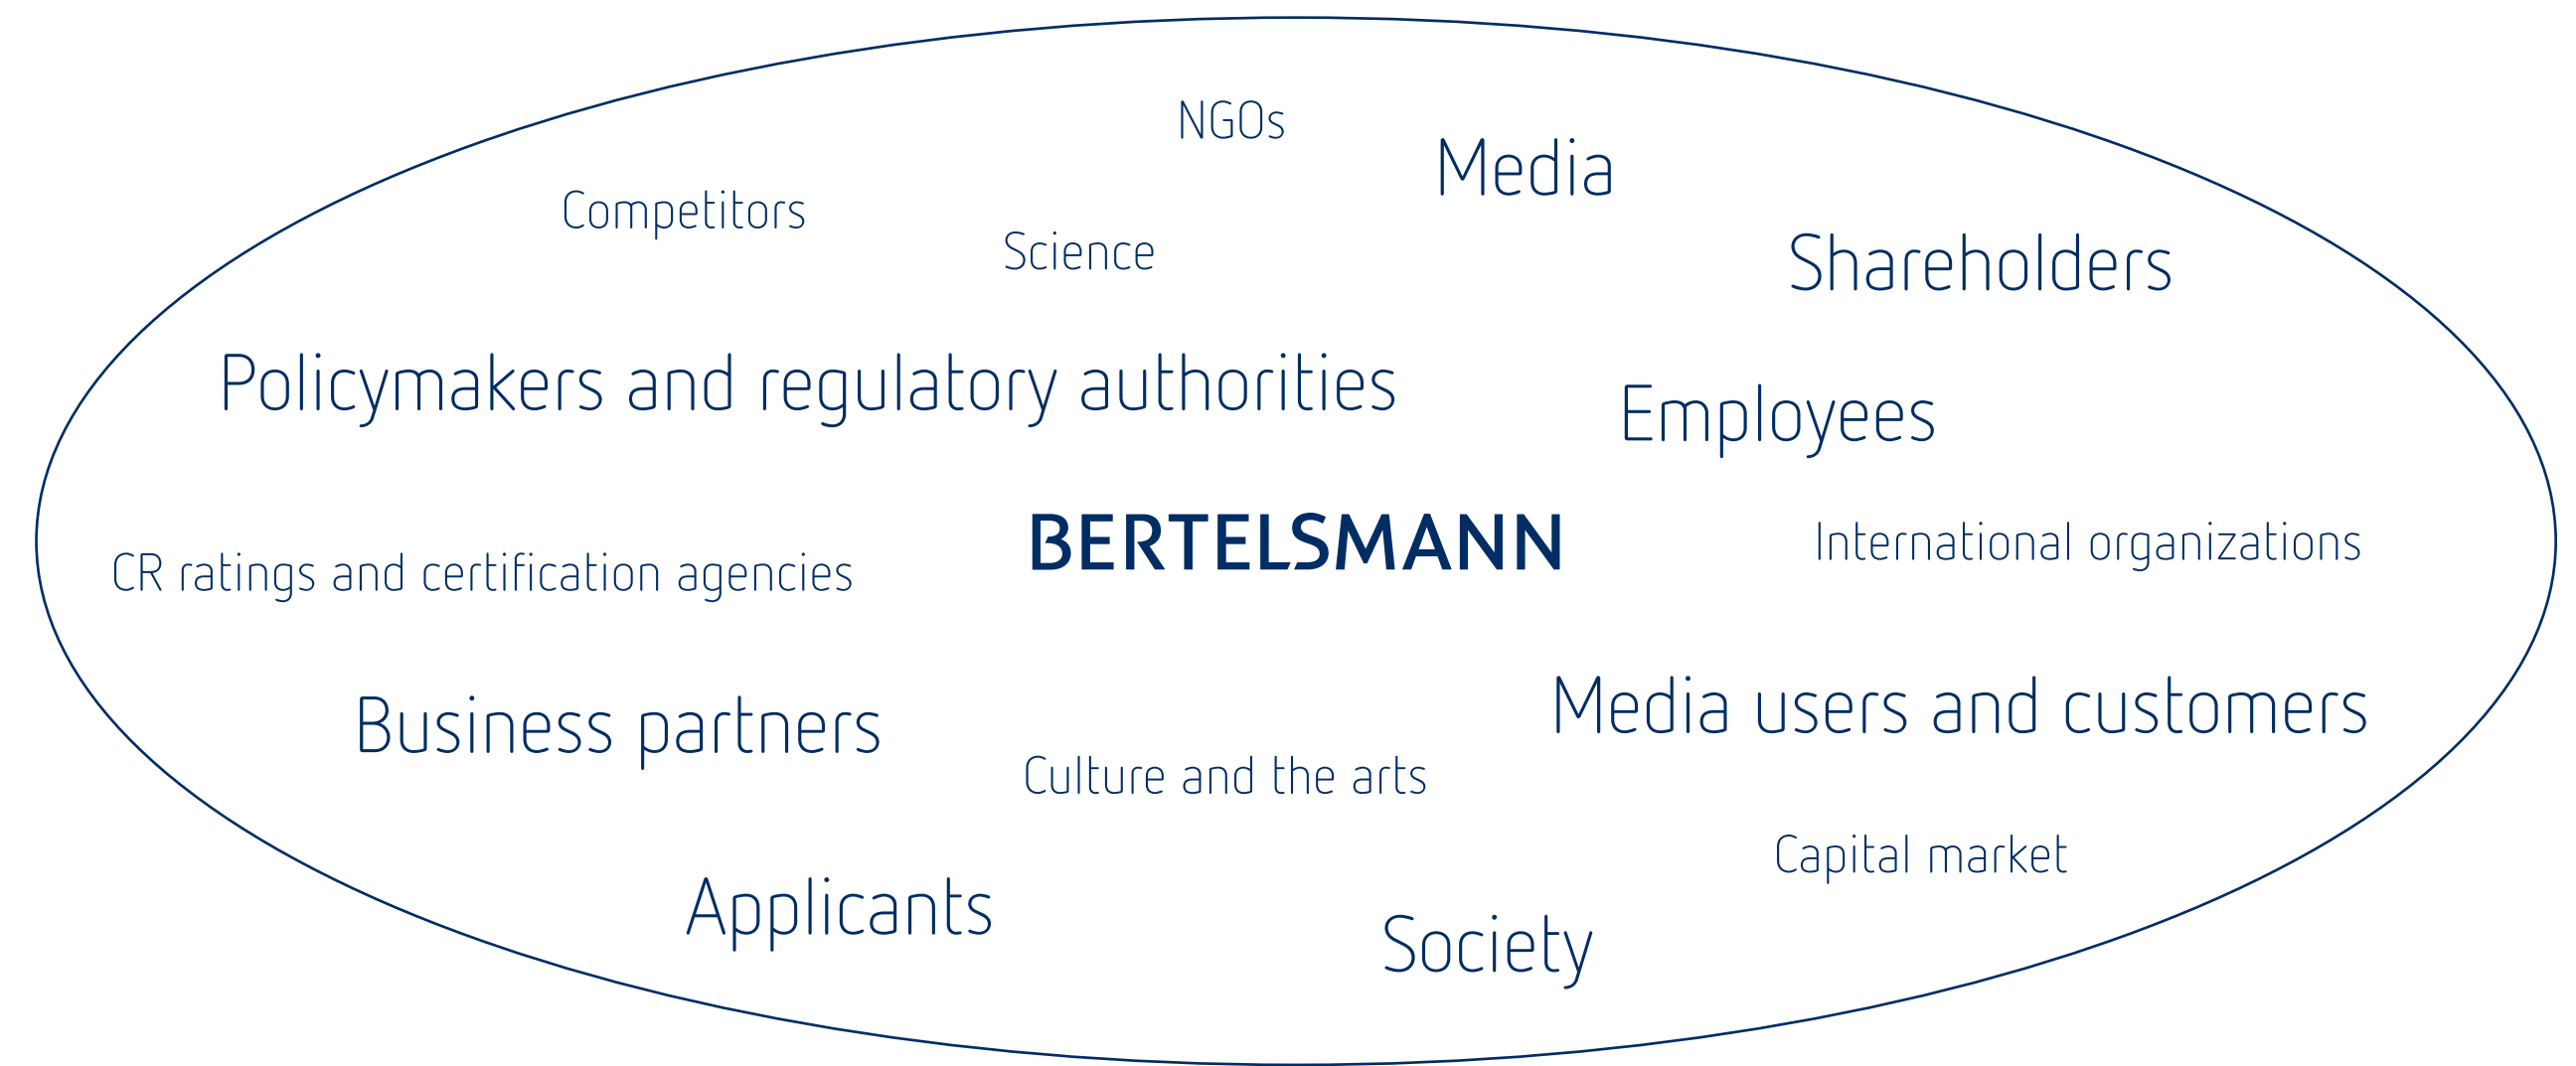 NGOs
Media
Competitors
Science
Shareholders
Policymakers and regulatory authorities
Employees
BERTELSMANN
International organizations
CR ratings and certification agencies
Media users and customers
Business partners
Culture and the arts
Capital market
Applicants
Society